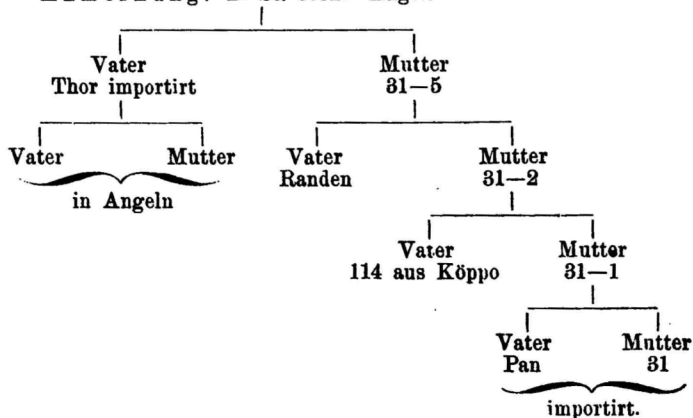 Vater Mutter
Thor importirt 31—5
Vater Mutter Vater Mutter
in Angeln Randen 31—2
Vater Mutter
114 aus Köppo 31—1
Vater Mutter
Pan 31
importirt.